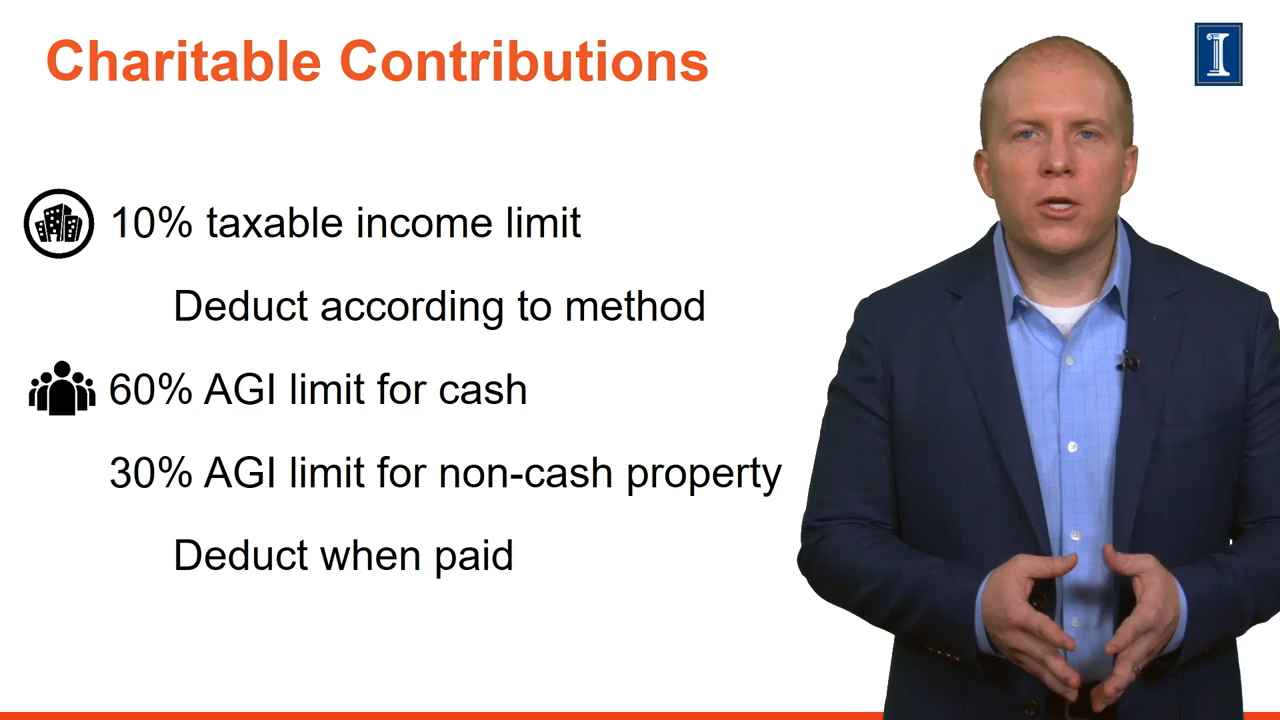 Charitable Contributions
10% taxable income limit
Deduct according to method
60% AGI limit for cash
30% AGI limit for non-cash property
Deduct when paid